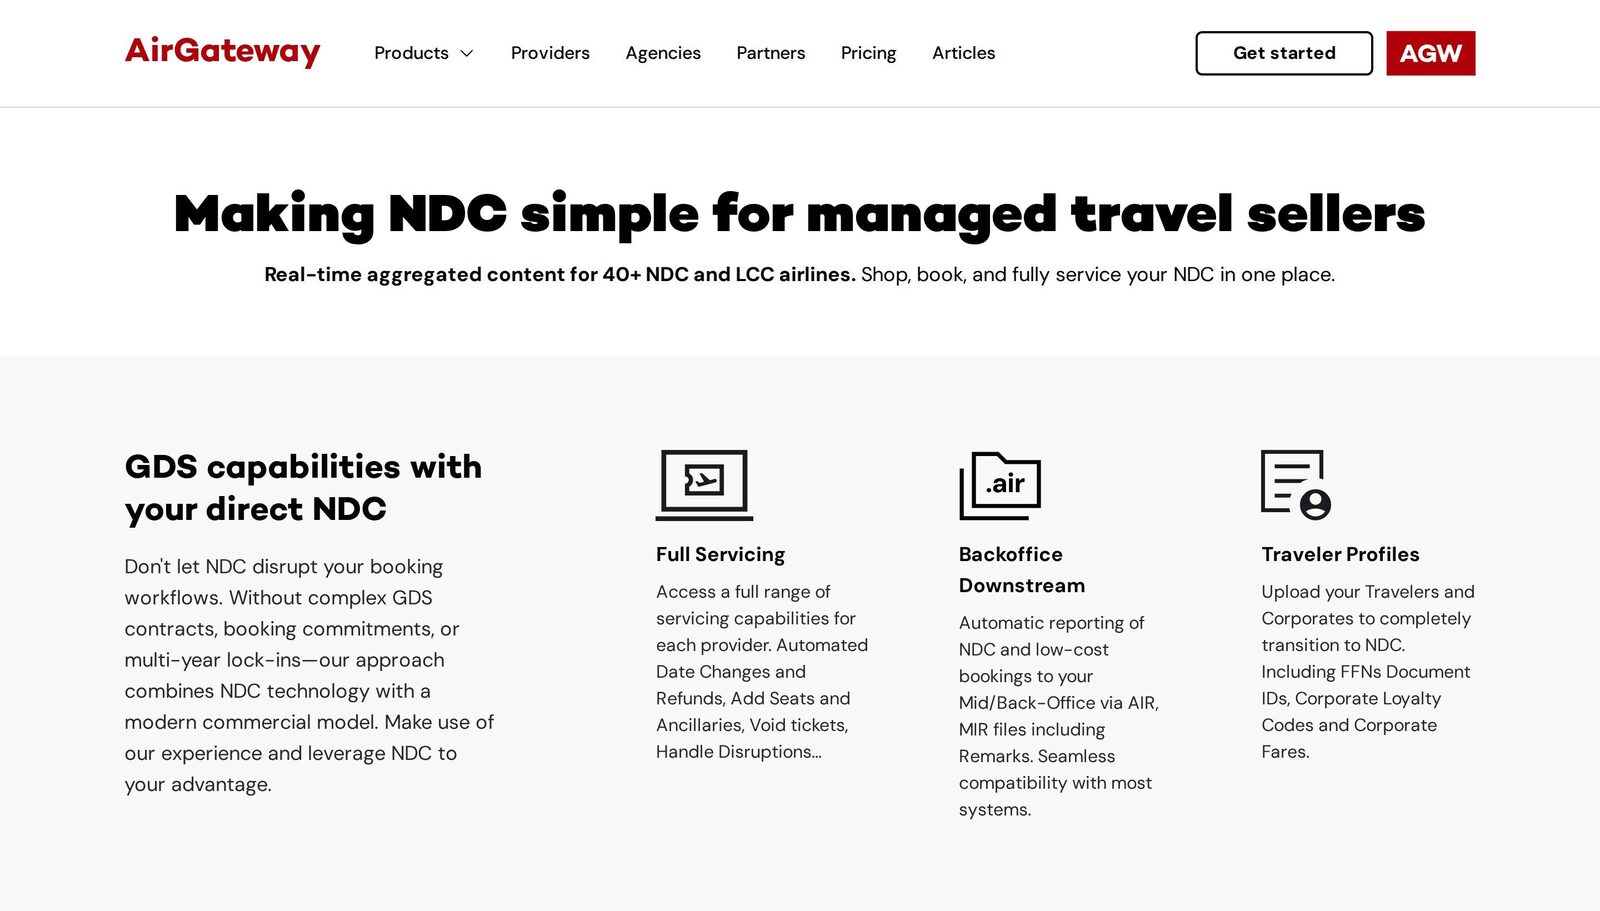 AirGateway
Products
Providers
Agencies
Partners
Pricing
Articles
Get started
AGW
Making NDC simple for managed travel sellers
Real-time aggregated content for 40+ NDC and LCC airlines. Shop, book, and fully service your NDC in one place.
GDS capabilities with
your direct NDC
Don't let NDC disrupt your booking
workflows. Without complex GDS
contracts, booking commitments, or
multi-year lock-ins—our approach
combines NDC technology with a
modern commercial model. Make use of
our experience and leverage NDC to
your advantage.
Full Servicing
Access a full range of
servicing capabilities for
each provider. Automated
Date Changes and
Refunds, Add Seats and
Ancillaries, Void tickets,
Handle Disruptions...
.air
Backoffice
Downstream
Automatic reporting of
NDC and low-cost
bookings to your
Mid/Back-Office via AIR,
MIR files including
Remarks. Seamless
compatibility with most
systems.
Traveler Profiles
Upload your Travelers and
Corporates to completely
transition to NDC.
Including FFNs Document
IDs, Corporate Loyalty
Codes and Corporate
Fares.